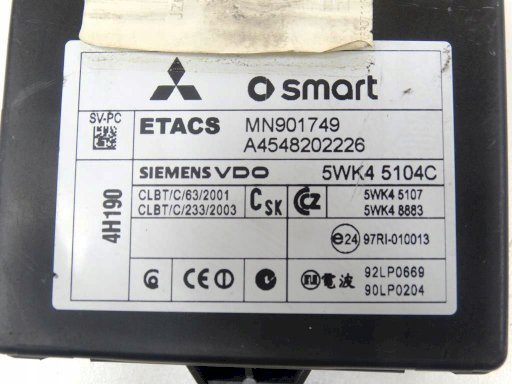 smart
SV-PC
ETACS MN901749
A4548202226
SIEMENS VDO 5WK4 5104C
4H190
CLBT/C/63/2001
CLBT/C/233/2003
CSK
CCZ
5WK4 5107
5WK4 8883
e24 97RI-010013
CE
電波
92LP0669
90LP0204